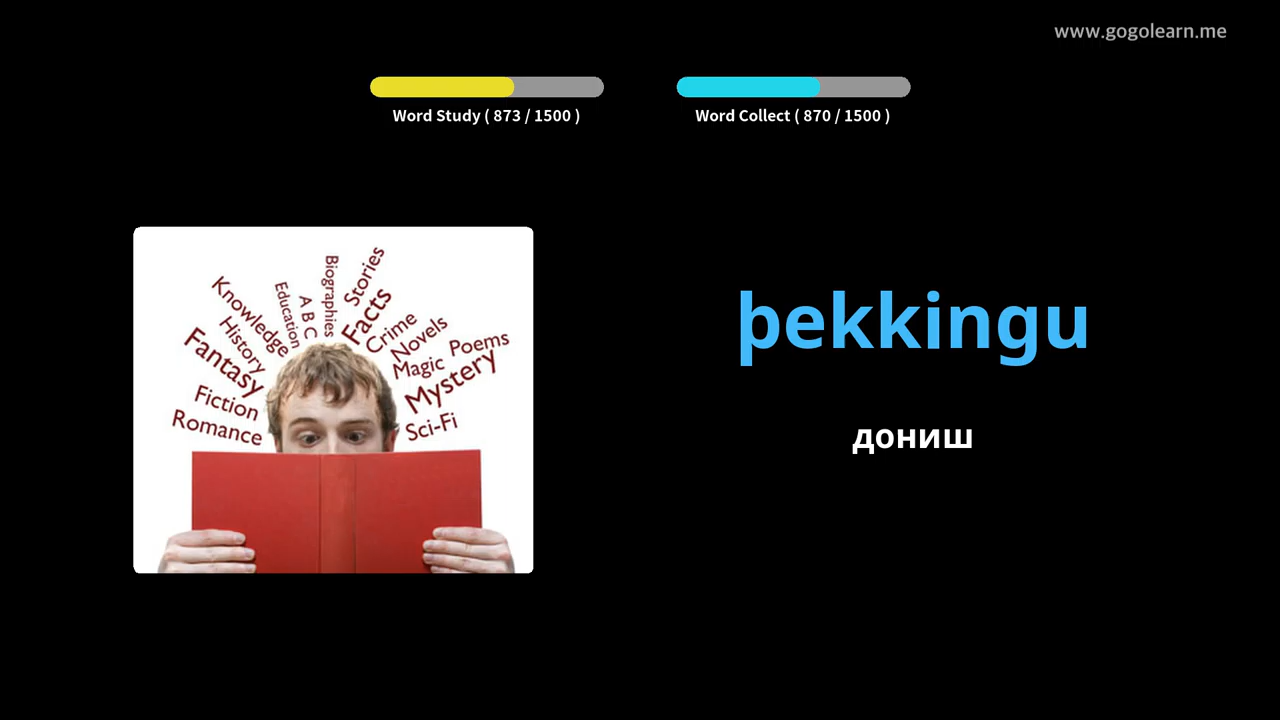 www.gogolearn.me
Word Study ( 873 / 1500 )
Word Collect ( 870 / 1500 )
Biographies
Stories
Education
A B C
Facts
Knowledge
Crime
History
Novels
Fantasy
Magic
Poems
Mystery
Fiction
Romance
Sci-Fi
þekkingu
дониш